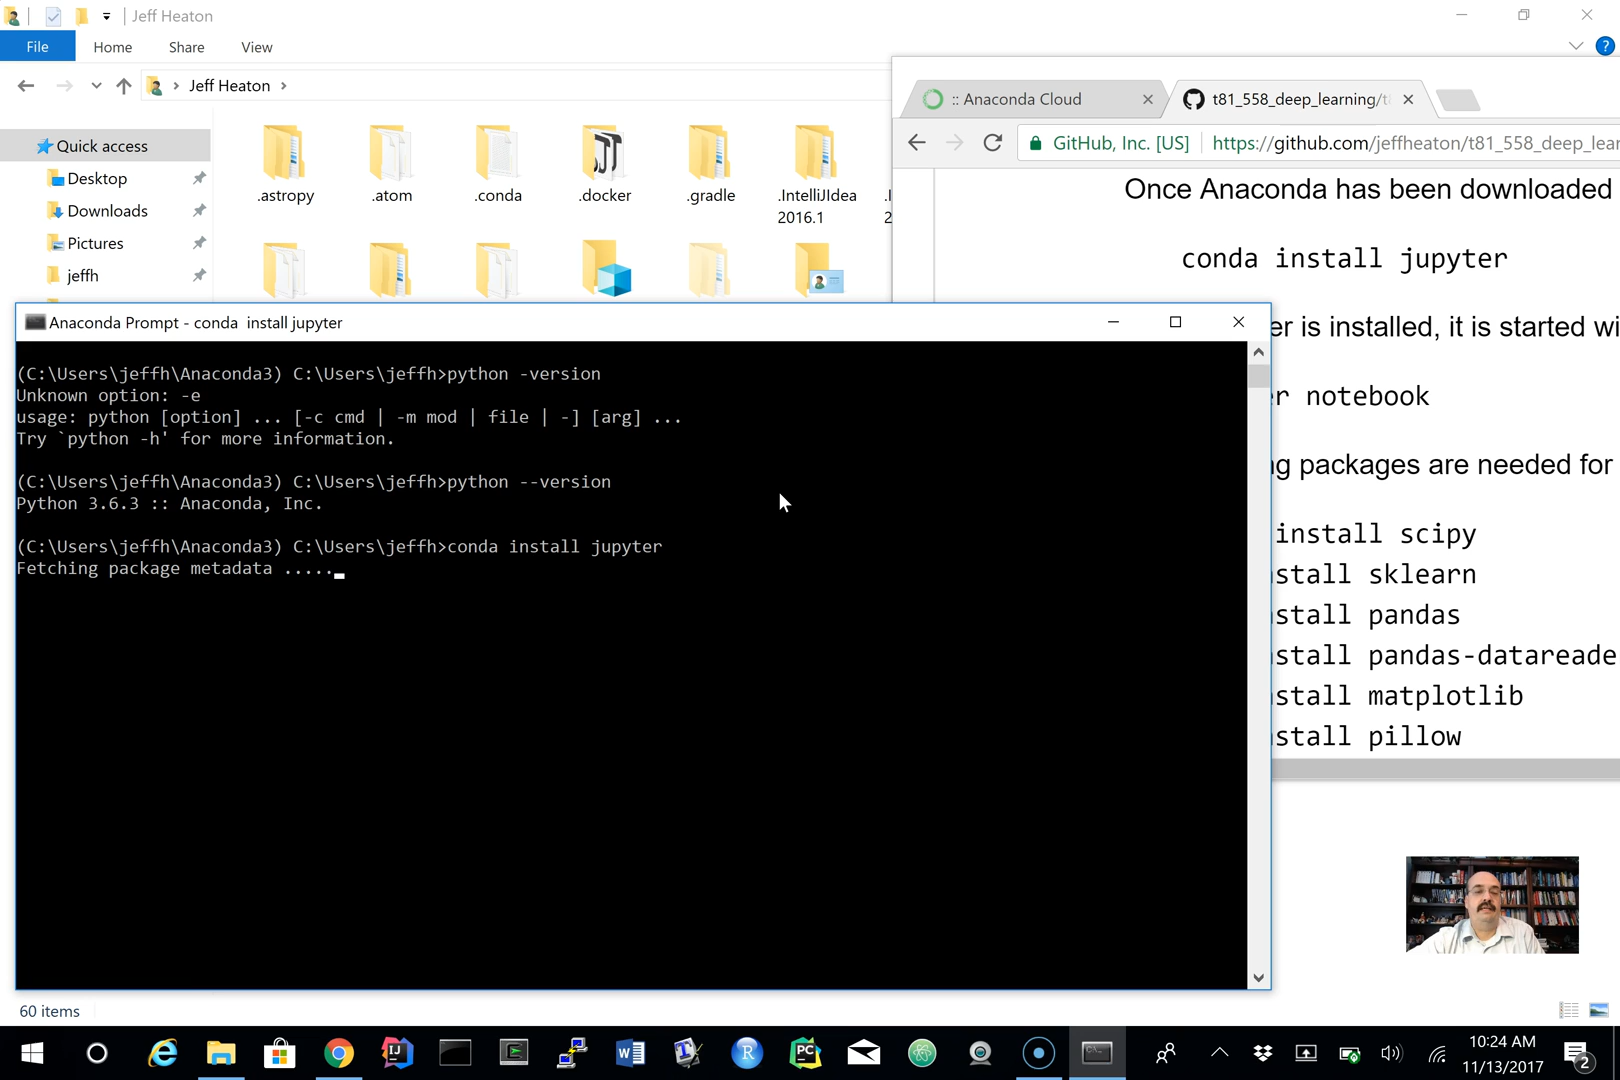 Jeff Heaton
File Home Share View
Jeff Heaton
Quick access
Desktop
Downloads
Pictures
jeffh
.astropy .atom .conda .docker .gradle .IntelliJIdea
2016.1
:: Anaconda Cloud
t81_558_deep_learning/t
GitHub, Inc. [US] https://github.com/jeffheaton/t81_558_deep_lear
Once Anaconda has been downloaded
conda install jupyter
er is installed, it is started wi
er notebook
ng packages are needed for
install scipy
stall sklearn
stall pandas
stall pandas-datareade
stall matplotlib
stall pillow
Anaconda Prompt - conda  install jupyter
(C:\Users\jeffh\Anaconda3) C:\Users\jeffh>python -version
Unknown option: -e
usage: python [option] ... [-c cmd | -m mod | file | -] [arg] ...
Try `python -h' for more information.
(C:\Users\jeffh\Anaconda3) C:\Users\jeffh>python --version
Python 3.6.3 :: Anaconda, Inc.
(C:\Users\jeffh\Anaconda3) C:\Users\jeffh>conda install jupyter
Fetching package metadata .....
60 items
10:24 AM
11/13/2017
2